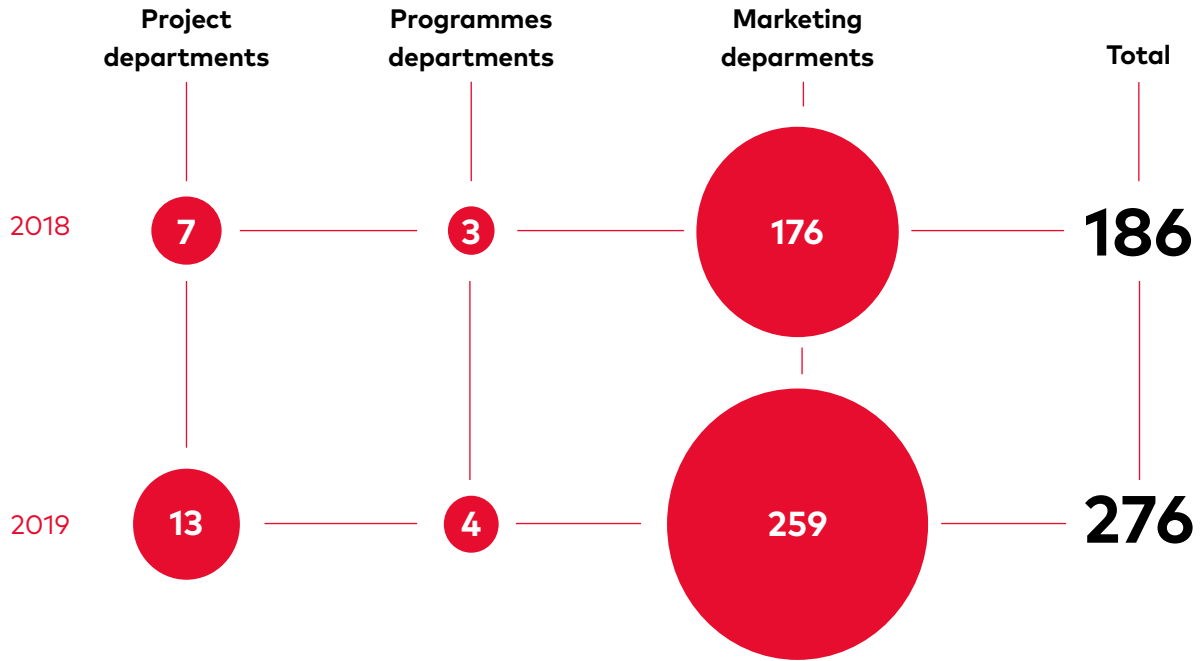 Project
departments
Programmes
departments
Marketing
deparments
Total
2018
7
3
176
186
2019
13
4
259
276